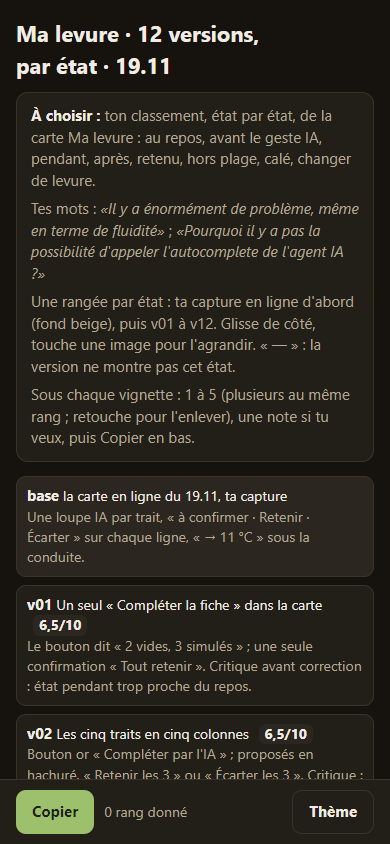 Ma levure · 12 versions,
par état · 19.11
À choisir : ton classement, état par état, de la
carte Ma levure : au repos, avant le geste IA,
pendant, après, retenu, hors plage, calé, changer
de levure.
Tes mots : «Il y a énormément de problème, même
en terme de fluidité» ; «Pourquoi il y a pas la
possibilité d'appeler l'autocomplete de l'agent IA
?»
Une rangée par état : ta capture en ligne d'abord
(fond beige), puis v01 à v12. Glisse de côté,
touche une image pour l'agrandir. « — » : la
version ne montre pas cet état.
Sous chaque vignette : 1 à 5 (plusieurs au même
rang ; retouche pour l'enlever), une note si tu
veux, puis Copier en bas.
base la carte en ligne du 19.11, ta capture
Une loupe IA par trait, « à confirmer · Retenir ·
Écarter » sur chaque ligne, « → 11 °C » sous la
conduite.
v01 Un seul « Compléter la fiche » dans la carte
6,5/10
Le bouton dit « 2 vides, 3 simulés » ; une seule
confirmation « Tout retenir ». Critique avant correction
: état pendant trop proche du repos.
v02 Les cinq traits en cinq colonnes 6,5/10
Bouton or « Compléter par l'IA » ; proposés en
hachuré, « Retenir les 3 » ou « Écarter les 3 ». Critique :
Copier 0 rang donné Thème